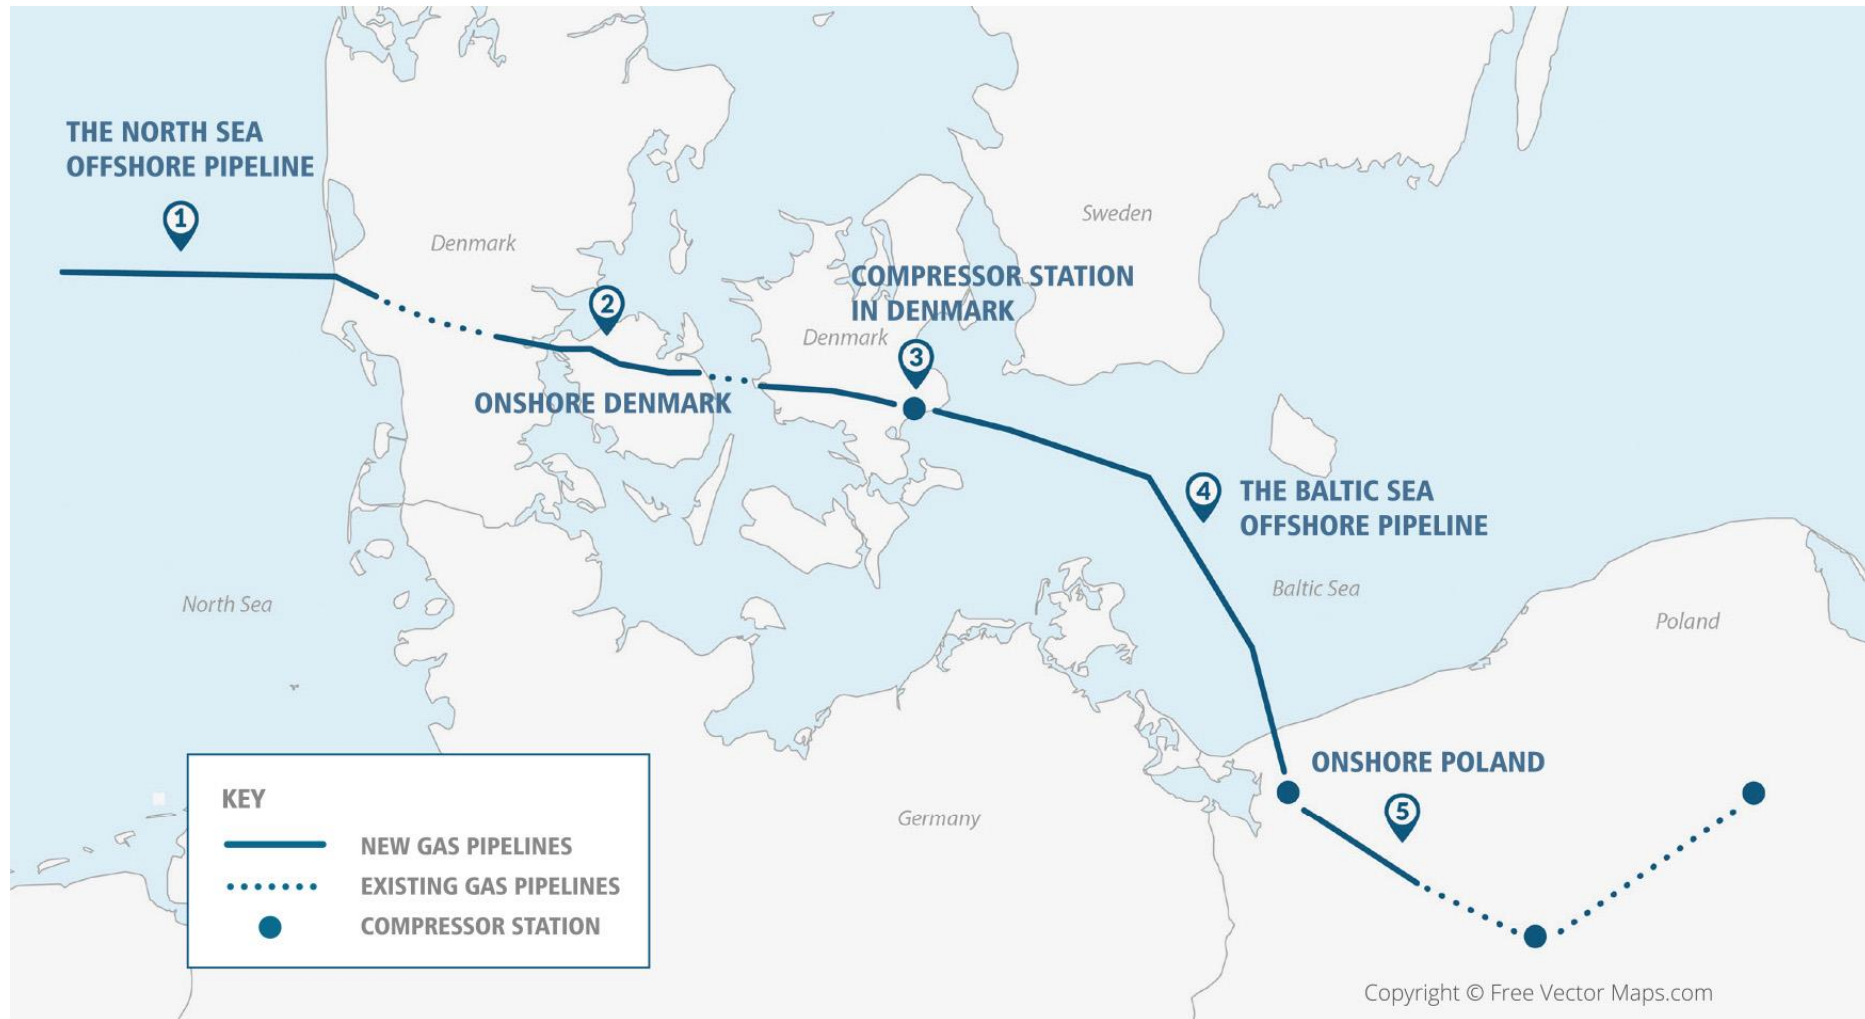 THE NORTH SEA
OFFSHORE PIPELINE
1
Denmark
2
ONSHORE DENMARK
Sweden
COMPRESSOR STATION
IN DENMARK
Denmark
3
4
THE BALTIC SEA
OFFSHORE PIPELINE
Baltic Sea
North Sea
Poland
ONSHORE POLAND
5
Germany
KEY
NEW GAS PIPELINES
EXISTING GAS PIPELINES
COMPRESSOR STATION
Copyright © Free Vector Maps.com